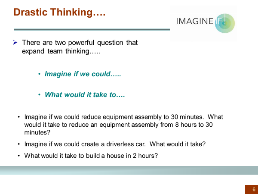 Drastic Thinking….
IMAGINE
➢ There are two powerful question that
expand team thinking…..
• Imagine if we could…..
• What would it take to….
• Imagine if we could reduce equipment assembly to 30 minutes. What
would it take to reduce an equipment assembly from 8 hours to 30
minutes?
• Imagine if we could create a driverless car. What would it take?
• What would it take to build a house in 2 hours?